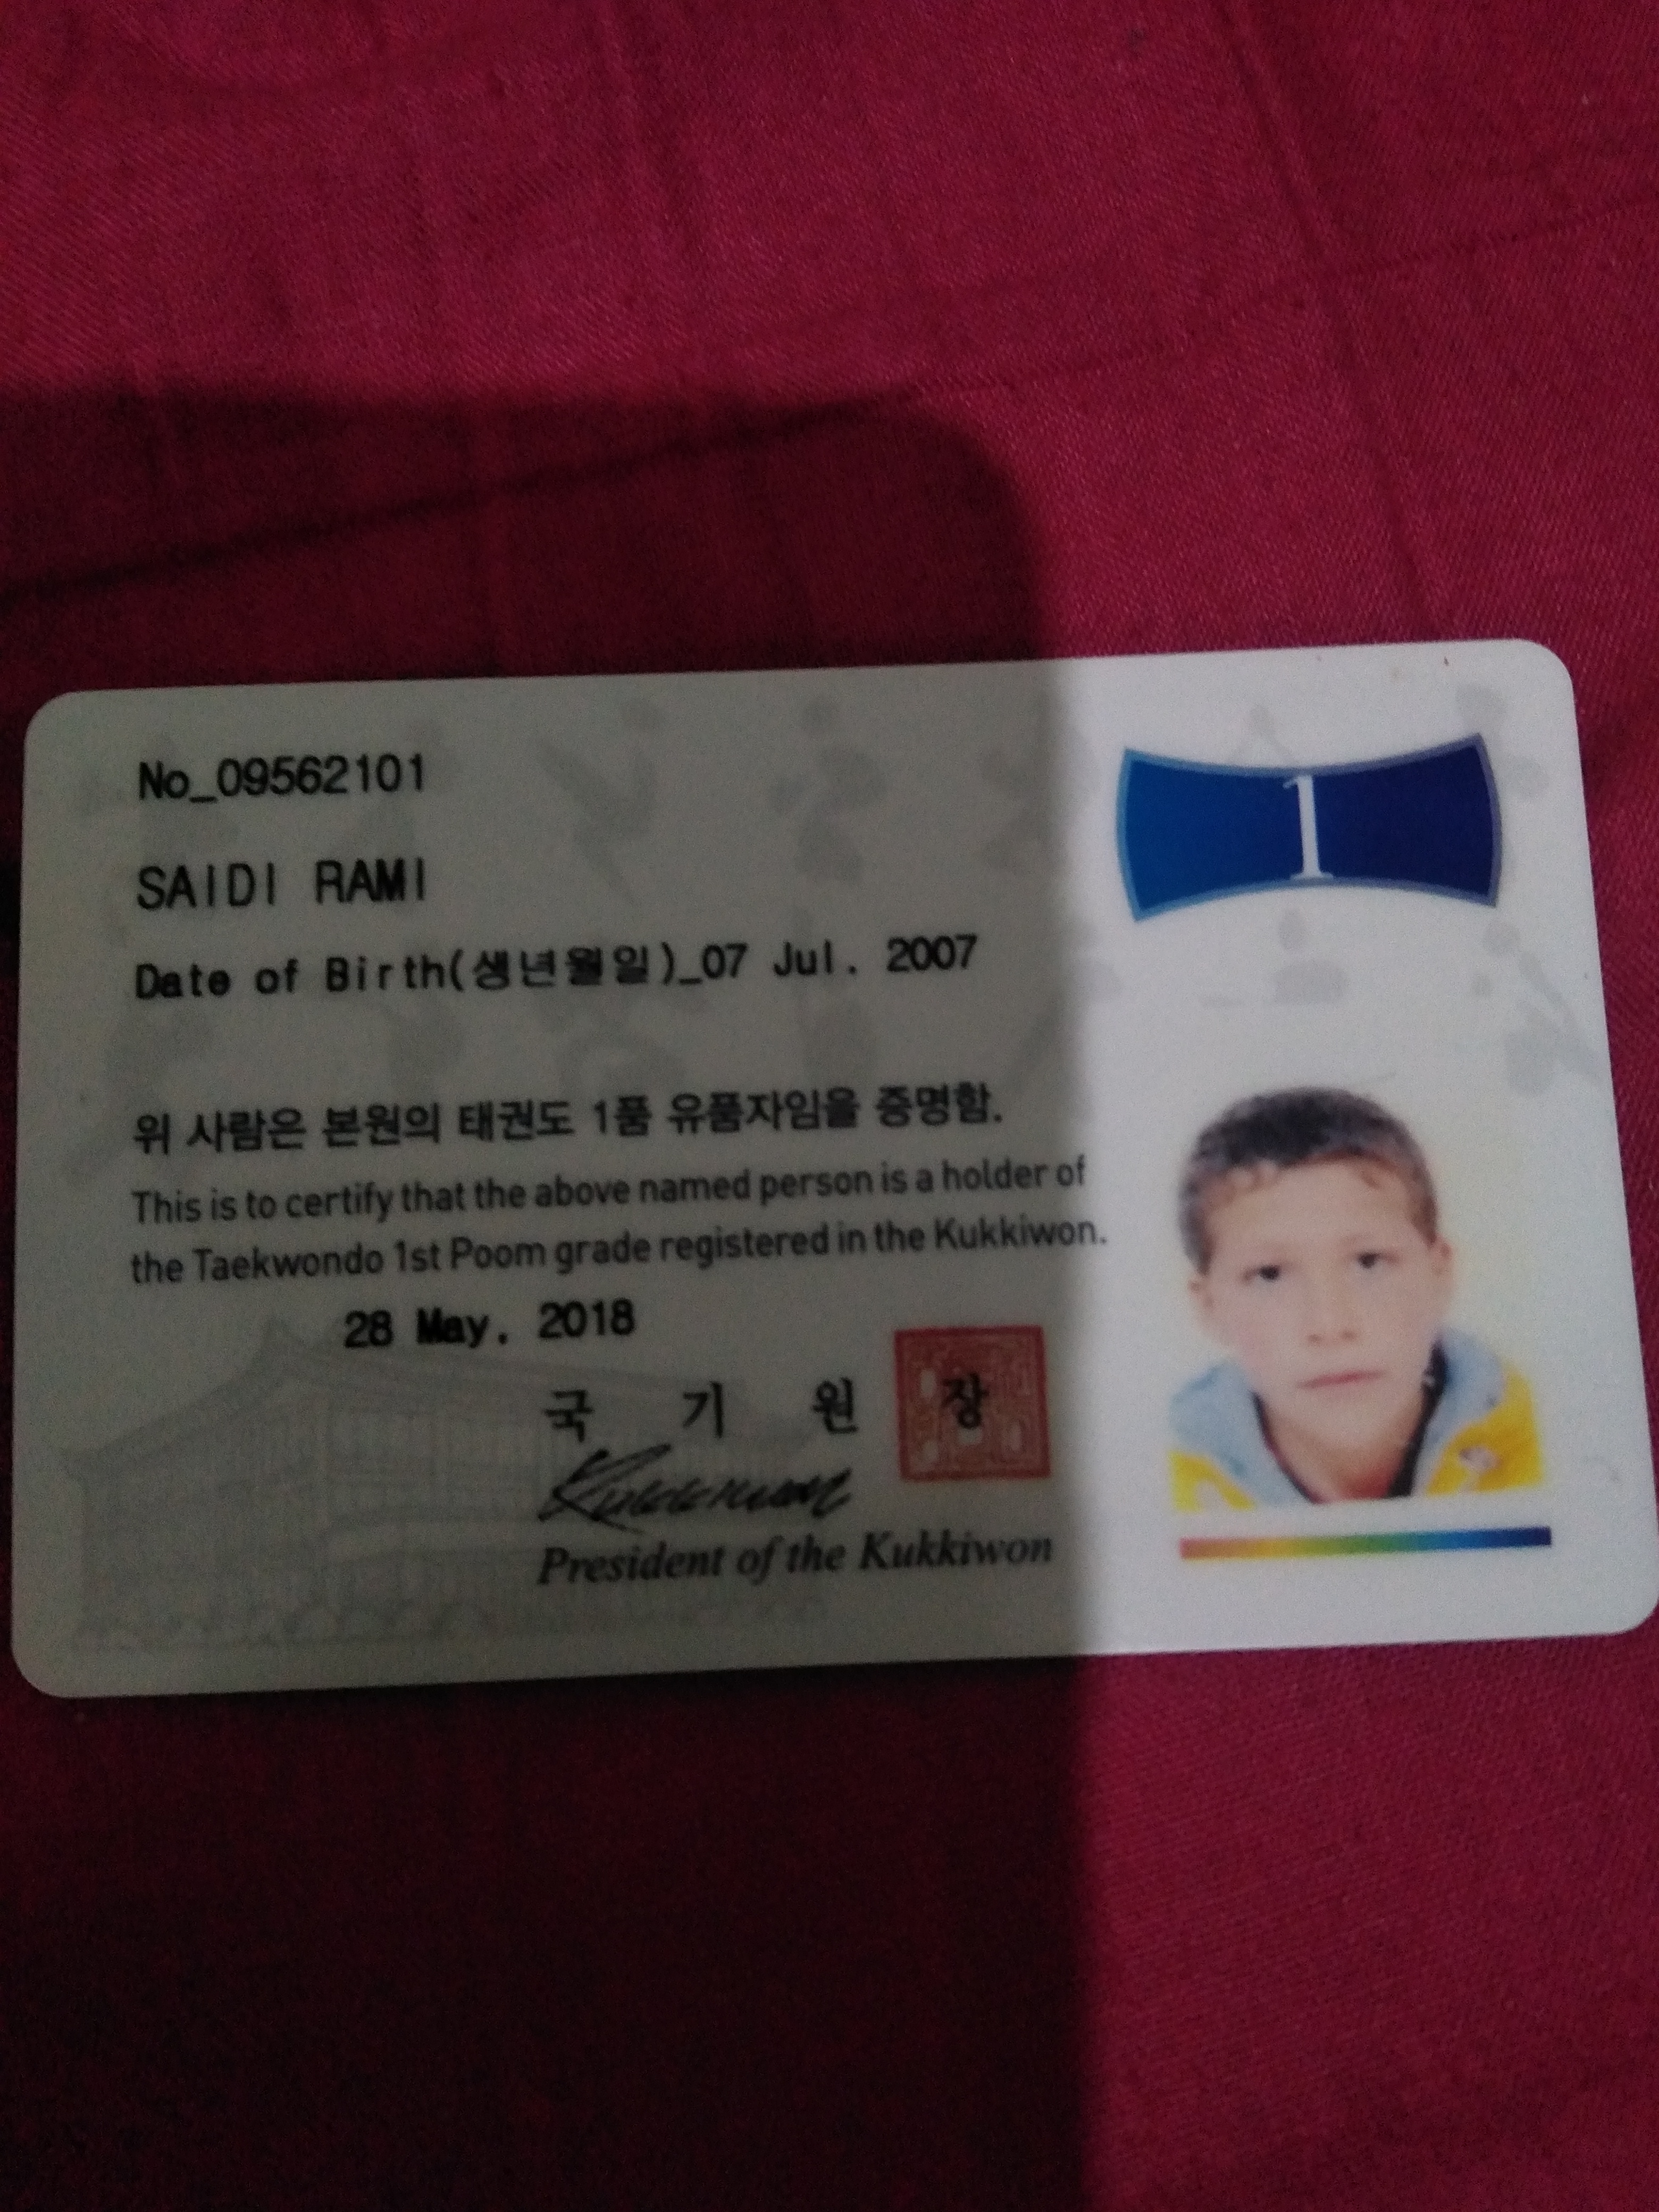 No_09562101
1
SAIDI RAMI
Date of Birth(생년월일)_07 Jul. 2007
위 사람은 본원의 태권도 1품 유품자임을 증명함.
This is to certify that the above named person is a holder of
the Taekwondo 1st Poom grade registered in the Kukkiwon.
28 May. 2018
국 기 원 장
Kukkiwon
President of the Kukkiwon